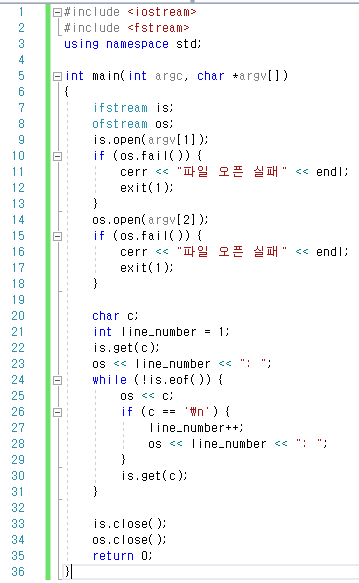 1 #include <iostream>
2 #include <fstream>
3 using namespace std;
4
5 int main(int argc, char *argv[])
6 {
7 ifstream is;
8 ofstream os;
9 is.open(argv[1]);
10 if (os.fail()) {
11 cerr << "파일 오픈 실패" << endl;
12 exit(1);
13 }
14 os.open(argv[2]);
15 if (os.fail()) {
16 cerr << "파일 오픈 실패" << endl;
17 exit(1);
18 }
19
20 char c;
21 int line_number = 1;
22 is.get(c);
23 os << line_number << ": ";
24 while (!is.eof()) {
25 os << c;
26 if (c == '₩n') {
27 line_number++;
28 os << line_number << ": ";
29 }
30 is.get(c);
31 }
32
33 is.close();
34 os.close();
35 return 0;
36 }